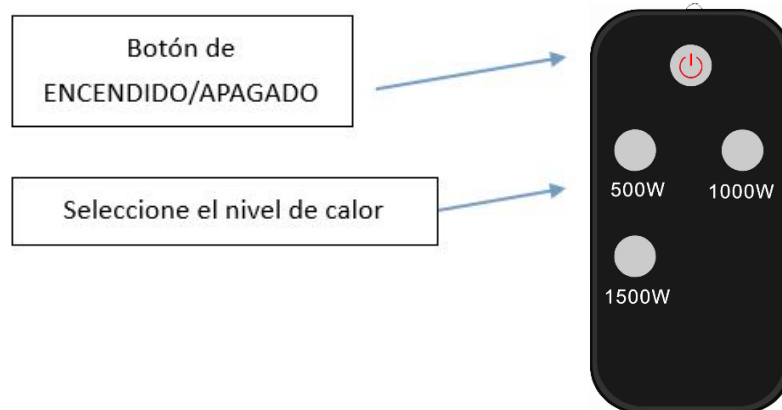 Botón de
ENCENDIDO/APAGADO
Seleccione el nivel de calor
500W
1000W
1500W